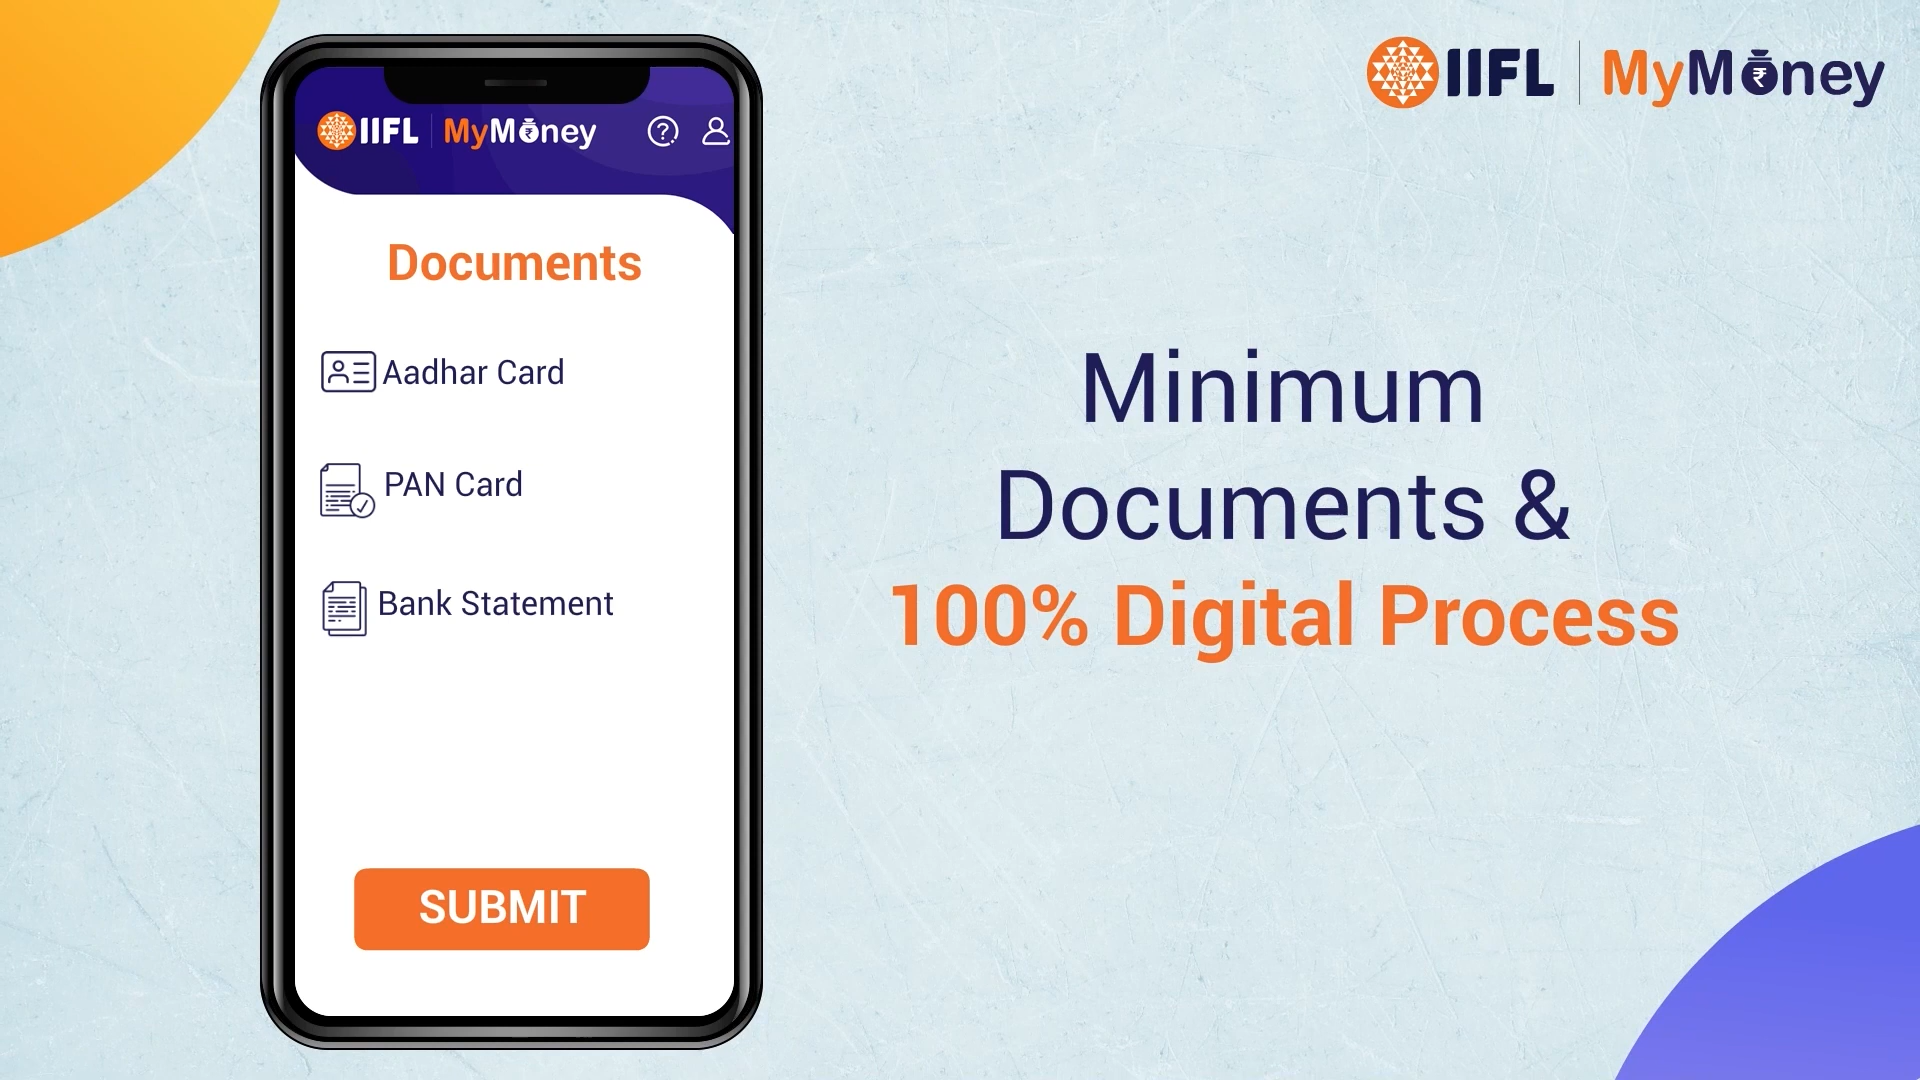 IIFL MyMoney
IIFL MyMoney
Documents
Aadhar Card
PAN Card
Bank Statement
SUBMIT
Minimum
Documents &
100% Digital Process